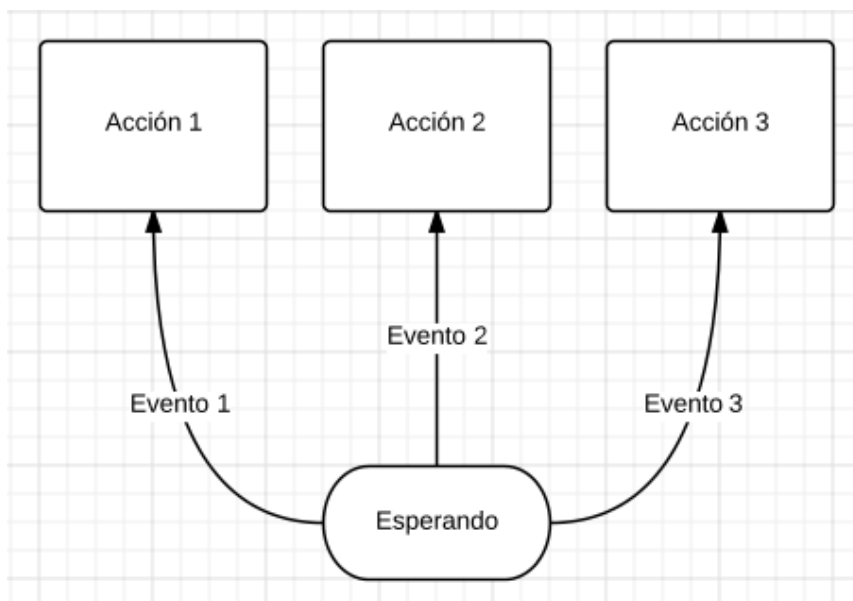 Acción 1
Acción 2
Acción 3
Evento 2
Evento 1
Evento 3
Esperando